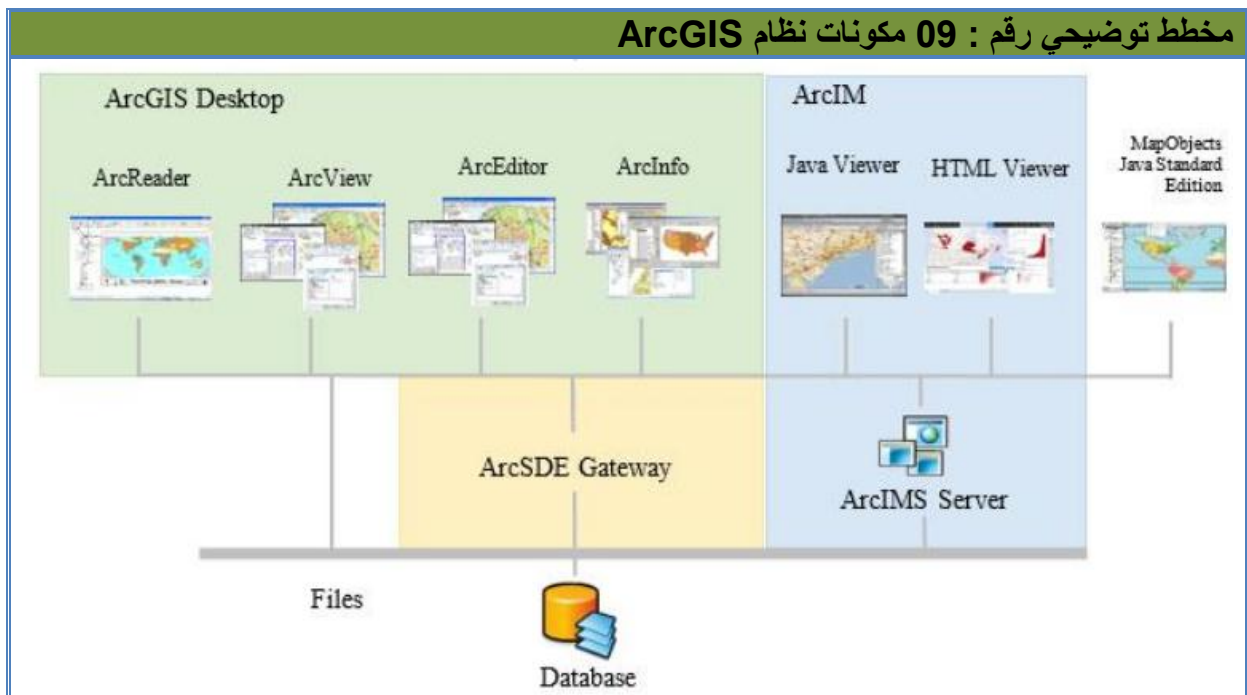 مخطط توضيحي رقم : 09 مكونات نظام ArcGIS
ArcGIS Desktop
ArcIM
ArcReader
ArcView
ArcEditor
ArcInfo
Java Viewer
HTML Viewer
MapObjects
Java Standard
Edition
ArcSDE Gateway
ArcIMS Server
Files
Database